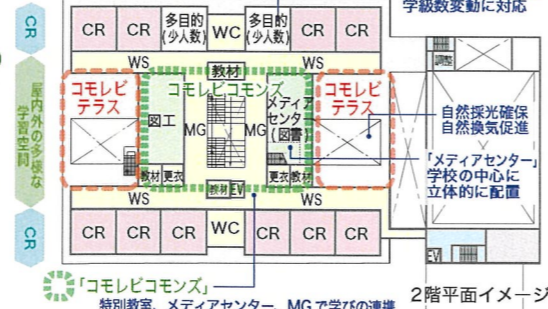 学級数変動に対応
CR
CR
CR
多目的
(少人数)
WC
多目的
(少人数)
CR
CR
調整
WS
教材
WS
屋内外の多様な
学習空間
コモレビ
テラス
コモレビコモンズ
コモレビ
テラス
図工
MG
MG
メディア
センター
(図書)
自然採光確保
自然換気促進
「メディアセンター」
学校の中心に
立体的に配置
教材
更衣
更衣
教材
教材
EV
WS
WS
CR
CR
CR
CR
WC
CR
CR
CR
EV
「コモレビコモンズ」
2階平面イメージ
特別教室、メディアセンター、MGで学びの連携